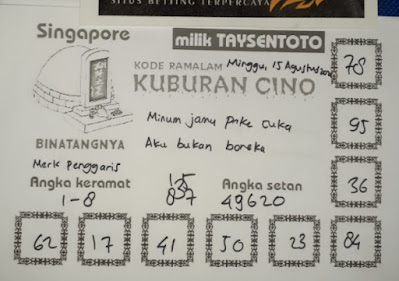 SITUS BETTING TERPERCAYA
Singapore
milik TAYSENTOTO
KODE RAMALAM Minggu, 15 Agustus
KUBURAN CINO
78
Minum jamu pake cuka
Aku bukan boneka
95
BINATANGNYA
Merk Penggaris
Angka keramat
1-8
15
837
Angka setan
49620
36
62 17 41 50 23 84